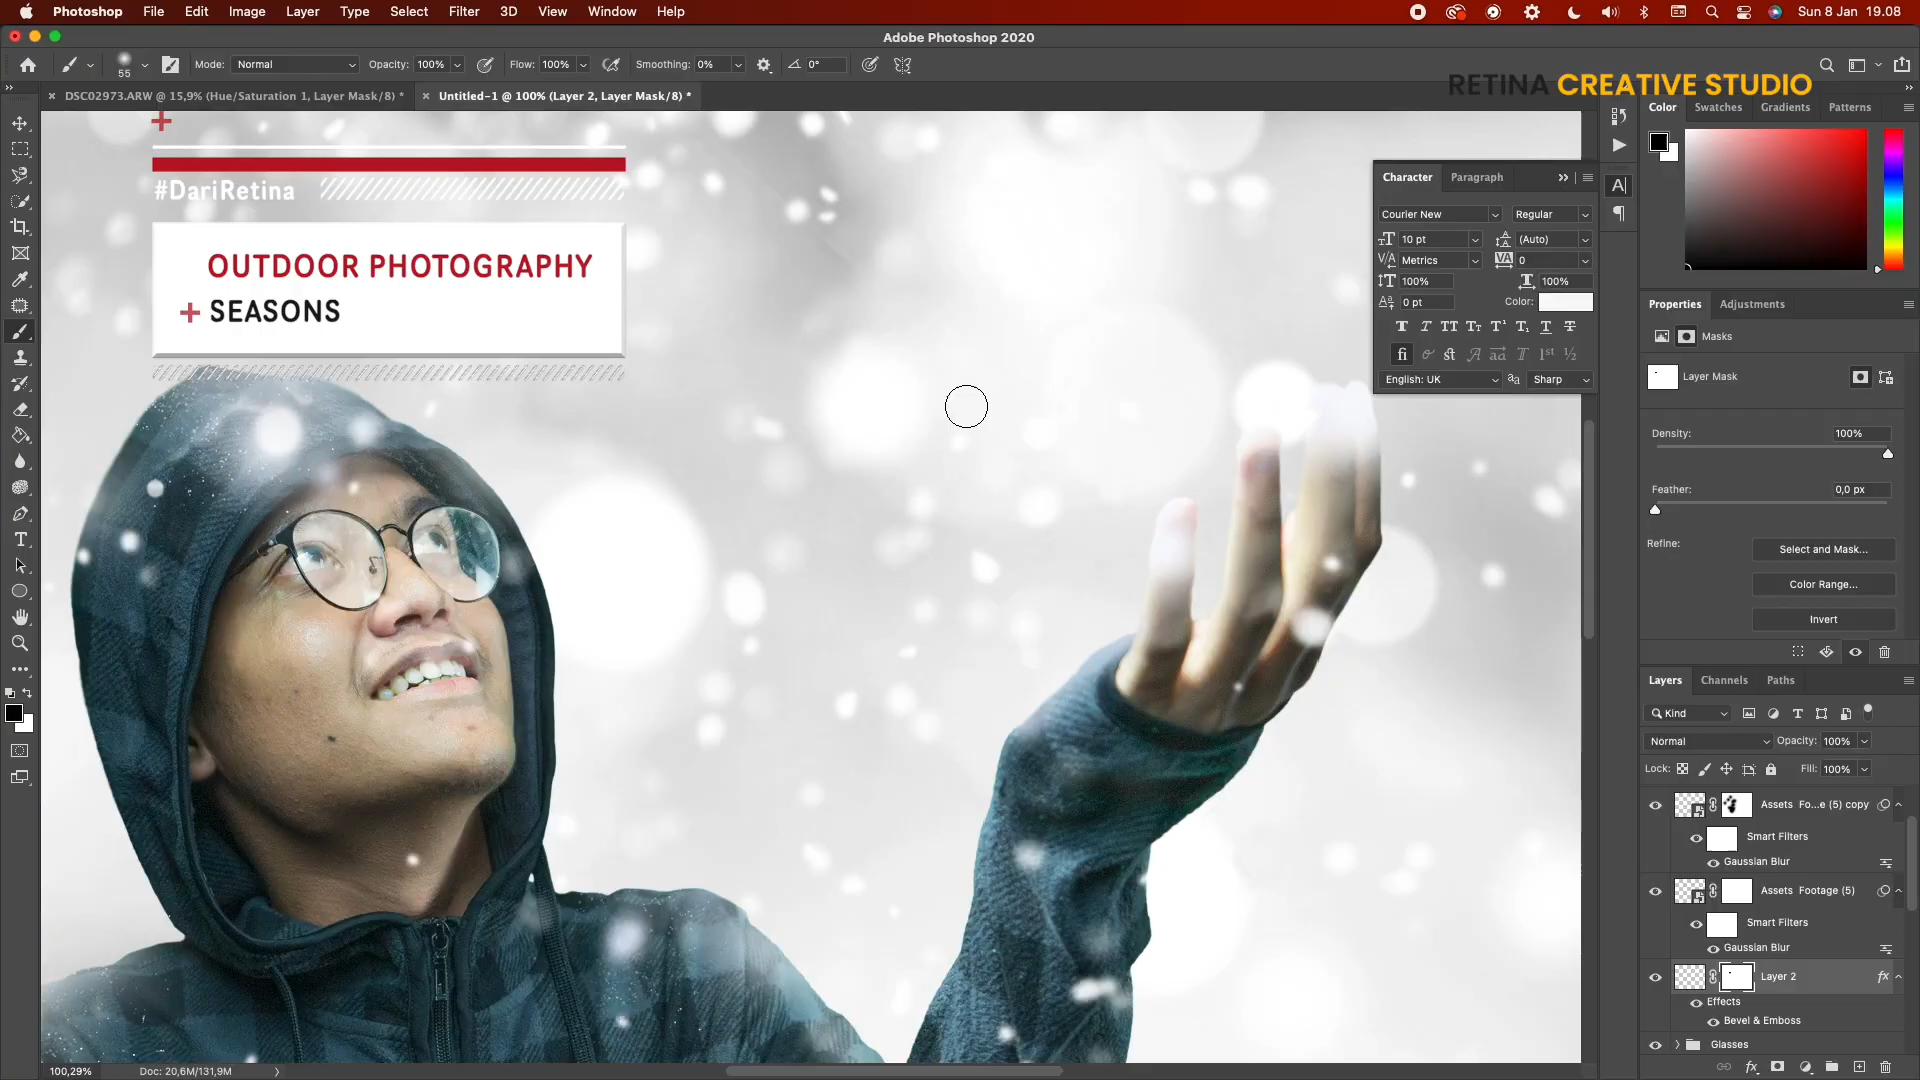 Photoshop File Edit Image Layer Type Select Filter 3D View Window Help Sun 8 Jan 19.08
Adobe Photoshop 2020
55 Mode: Normal Opacity: 100% Flow: 100% Smoothing: 0% 0°
RETINA CREATIVE STUDIO
DSC02973.ARW @ 15,9% (Hue/Saturation 1, Layer Mask/8) *
Untitled-1 @ 100% (Layer 2, Layer Mask/8) *
Color Swatches Gradients Patterns
#DariRetina
OUTDOOR PHOTOGRAPHY
+ SEASONS
Character Paragraph
Courier New Regular
10 pt (Auto)
Metrics 0
100% 100%
0 pt Color:
English: UK Sharp
Properties Adjustments
Masks
Layer Mask
Density: 100%
Feather: 0,0 px
Refine: Select and Mask...
Color Range...
Invert
Layers Channels Paths
Kind
Normal Opacity: 100%
Lock: Fill: 100%
Assets Fo...e (5) copy
Smart Filters
Gaussian Blur
Assets Footage (5)
Smart Filters
Gaussian Blur
Layer 2 fx
Effects
Bevel & Emboss
Glasses
100,29% Doc: 20,6M/131,9M